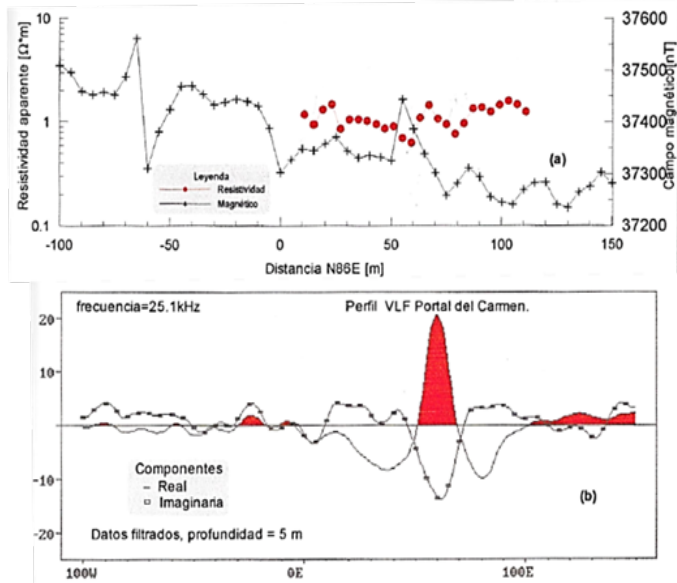 10
1
0.1
Resistividad aparente [Ω*m]
37600
37500
37400
37300
37200
Campo magnético[nT]
Leyenda
Resistividad
Magnético
(a)
-100 -50 0 50 100 150
Distancia N86E [m]
frecuencia=25.1kHz Perfil VLF Portal del Carmen.
20
10
0
-10
-20
Componentes
Real
Imaginaria
(b)
Datos filtrados, profundidad = 5 m
100W 0E 100E